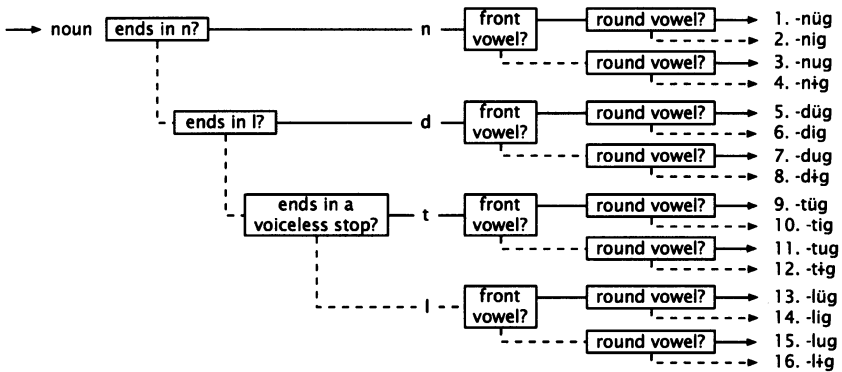 noun ends in n? n front vowel? round vowel? 1. -nüg
2. -nig
round vowel? 3. -nug
4. -nɨg
ends in l? d front vowel? round vowel? 5. -düg
6. -dig
round vowel? 7. -dug
8. -dɨg
ends in a voiceless stop? t front vowel? round vowel? 9. -tüg
10. -tig
round vowel? 11. -tug
12. -tɨg
l front vowel? round vowel? 13. -lüg
14. -lig
round vowel? 15. -lug
16. -lɨg